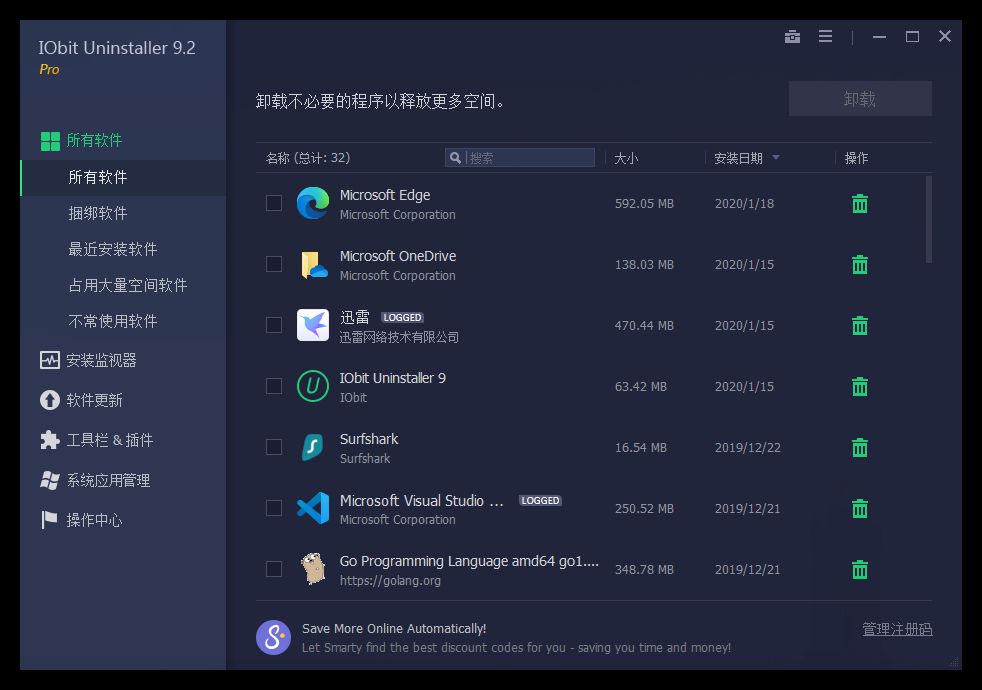 IObit Uninstaller 9.2
Pro
所有软件
所有软件
捆绑软件
最近安装软件
占用大量空间软件
不常使用软件
安装监视器
软件更新
工具栏 & 插件
系统应用管理
操作中心
卸载不必要的程序以释放更多空间。
卸载
名称 (总计: 32) 搜索 大小 安装日期 操作
Microsoft Edge
Microsoft Corporation
592.05 MB 2020/1/18
Microsoft OneDrive
Microsoft Corporation
138.03 MB 2020/1/15
迅雷 LOGGED
迅雷网络技术有限公司
470.44 MB 2020/1/15
IObit Uninstaller 9
IObit
63.42 MB 2020/1/15
Surfshark
Surfshark
16.54 MB 2019/12/22
Microsoft Visual Studio ... LOGGED
Microsoft Corporation
250.52 MB 2019/12/21
Go Programming Language amd64 go1....
https://golang.org
348.78 MB 2019/12/21
Save More Online Automatically!
Let Smarty find the best discount codes for you - saving you time and money!
管理注册码